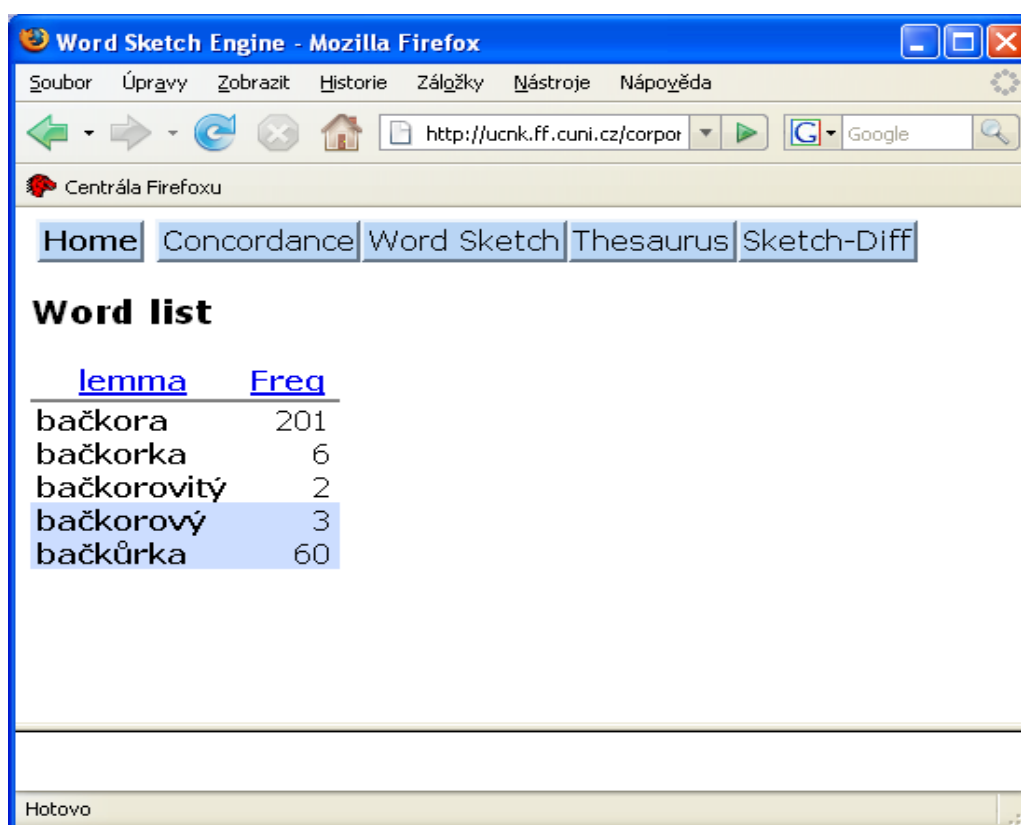 Word Sketch Engine - Mozilla Firefox
Soubor Úpravy Zobrazit Historie Záložky Nástroje Nápověda
http://ucnk.ff.cuni.cz/corpor G Google
Centrála Firefoxu
Home Concordance Word Sketch Thesaurus Sketch-Diff
Word list
lemma Freq
bačkora 201
bačkorka 6
bačkorovitý 2
bačkorový 3
bačkůrka 60
Hotovo